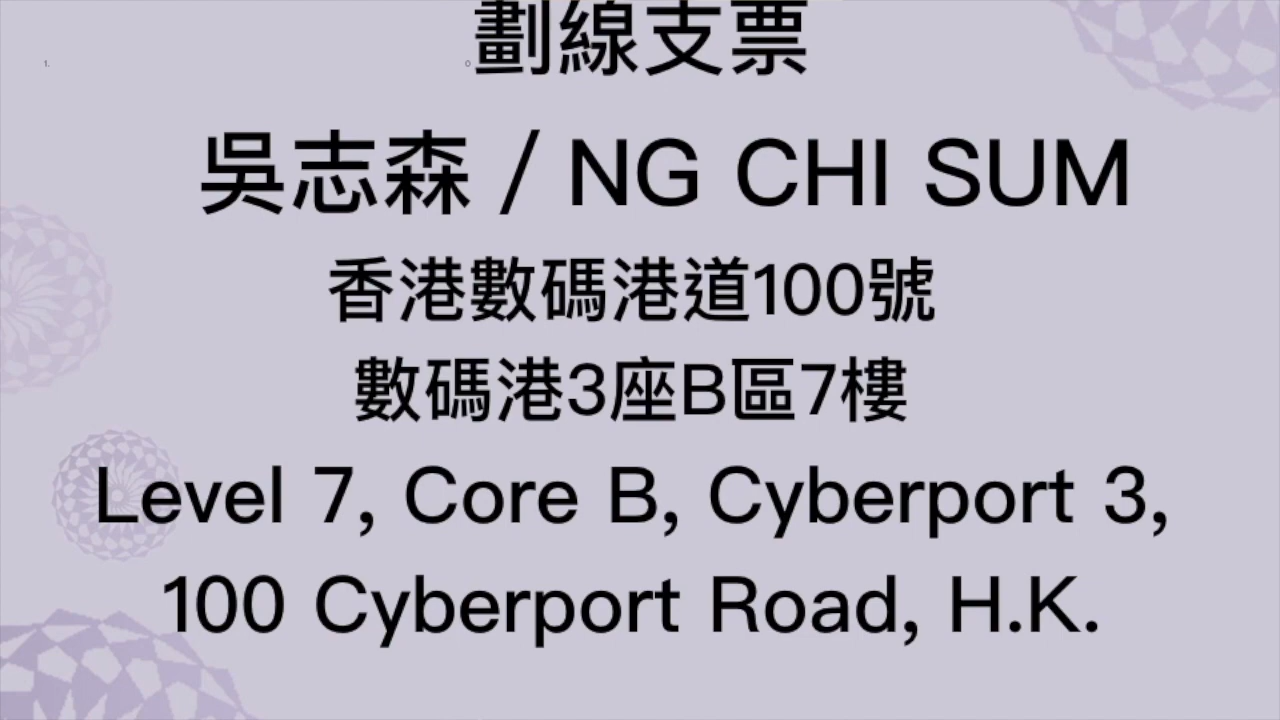 劃線支票
吳志森 / NG CHI SUM
香港數碼港道100號
數碼港3座B區7樓
Level 7, Core B, Cyberport 3,
100 Cyberport Road, H.K.